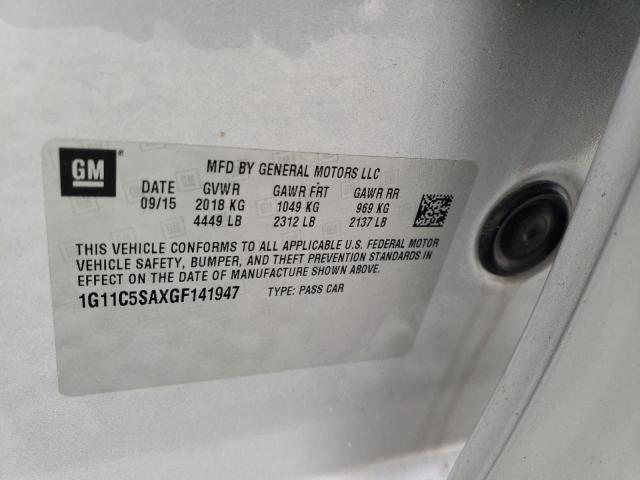 GM
MFD BY GENERAL MOTORS LLC
DATE GVWR GAWR FRT GAWR RR
09/15 2018 KG 1049 KG 969 KG
4449 LB 2312 LB 2137 LB
THIS VEHICLE CONFORMS TO ALL APPLICABLE U.S. FEDERAL MOTOR
VEHICLE SAFETY, BUMPER, AND THEFT PREVENTION STANDARDS IN
EFFECT ON THE DATE OF MANUFACTURE SHOWN ABOVE.
1G11C5SAXGF141947 TYPE: PASS CAR